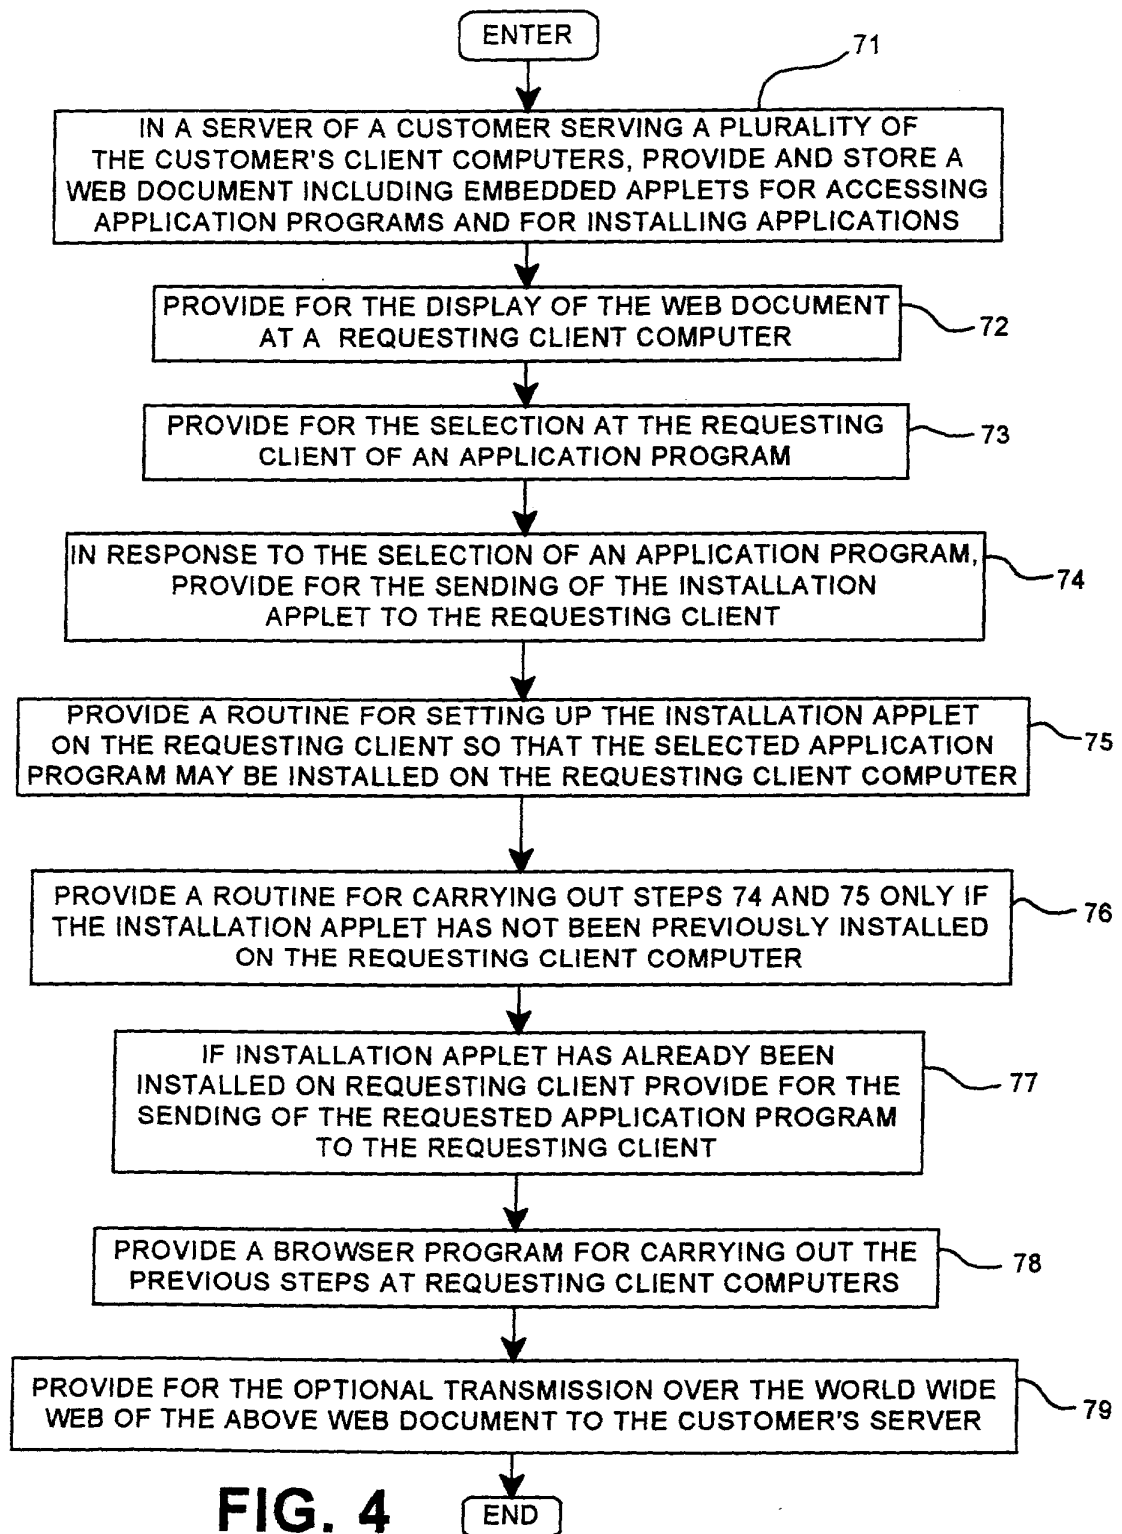 ENTER
71
IN A SERVER OF A CUSTOMER SERVING A PLURALITY OF
THE CUSTOMER'S CLIENT COMPUTERS, PROVIDE AND STORE A
WEB DOCUMENT INCLUDING EMBEDDED APPLETS FOR ACCESSING
APPLICATION PROGRAMS AND FOR INSTALLING APPLICATIONS
PROVIDE FOR THE DISPLAY OF THE WEB DOCUMENT
AT A REQUESTING CLIENT COMPUTER
72
PROVIDE FOR THE SELECTION AT THE REQUESTING
CLIENT OF AN APPLICATION PROGRAM
73
IN RESPONSE TO THE SELECTION OF AN APPLICATION PROGRAM,
PROVIDE FOR THE SENDING OF THE INSTALLATION
APPLET TO THE REQUESTING CLIENT
74
PROVIDE A ROUTINE FOR SETTING UP THE INSTALLATION APPLET
ON THE REQUESTING CLIENT SO THAT THE SELECTED APPLICATION
PROGRAM MAY BE INSTALLED ON THE REQUESTING CLIENT COMPUTER
75
PROVIDE A ROUTINE FOR CARRYING OUT STEPS 74 AND 75 ONLY IF
THE INSTALLATION APPLET HAS NOT BEEN PREVIOUSLY INSTALLED
ON THE REQUESTING CLIENT COMPUTER
76
IF INSTALLATION APPLET HAS ALREADY BEEN
INSTALLED ON REQUESTING CLIENT PROVIDE FOR THE
SENDING OF THE REQUESTED APPLICATION PROGRAM
TO THE REQUESTING CLIENT
77
PROVIDE A BROWSER PROGRAM FOR CARRYING OUT THE
PREVIOUS STEPS AT REQUESTING CLIENT COMPUTERS
78
PROVIDE FOR THE OPTIONAL TRANSMISSION OVER THE WORLD WIDE
WEB OF THE ABOVE WEB DOCUMENT TO THE CUSTOMER'S SERVER
79
FIG. 4
END